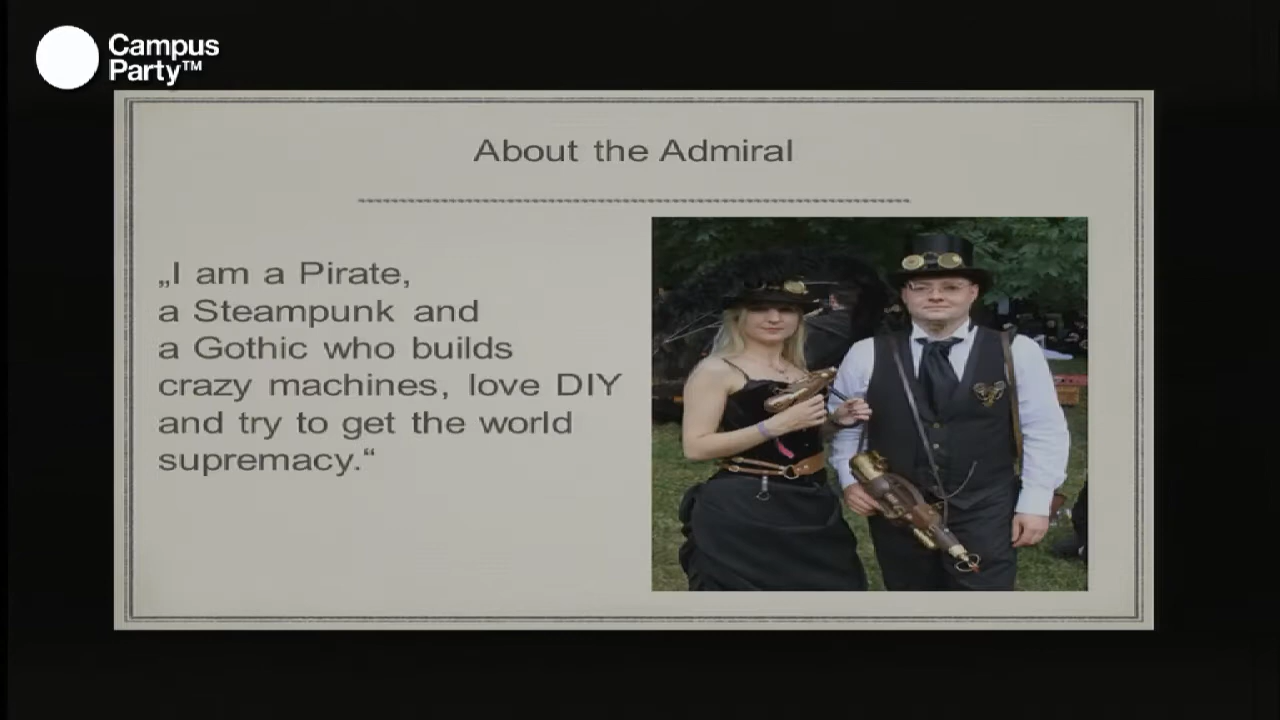 Campus
Party™
About the Admiral
„I am a Pirate,
a Steampunk and
a Gothic who builds
crazy machines, love DIY
and try to get the world
supremacy.“